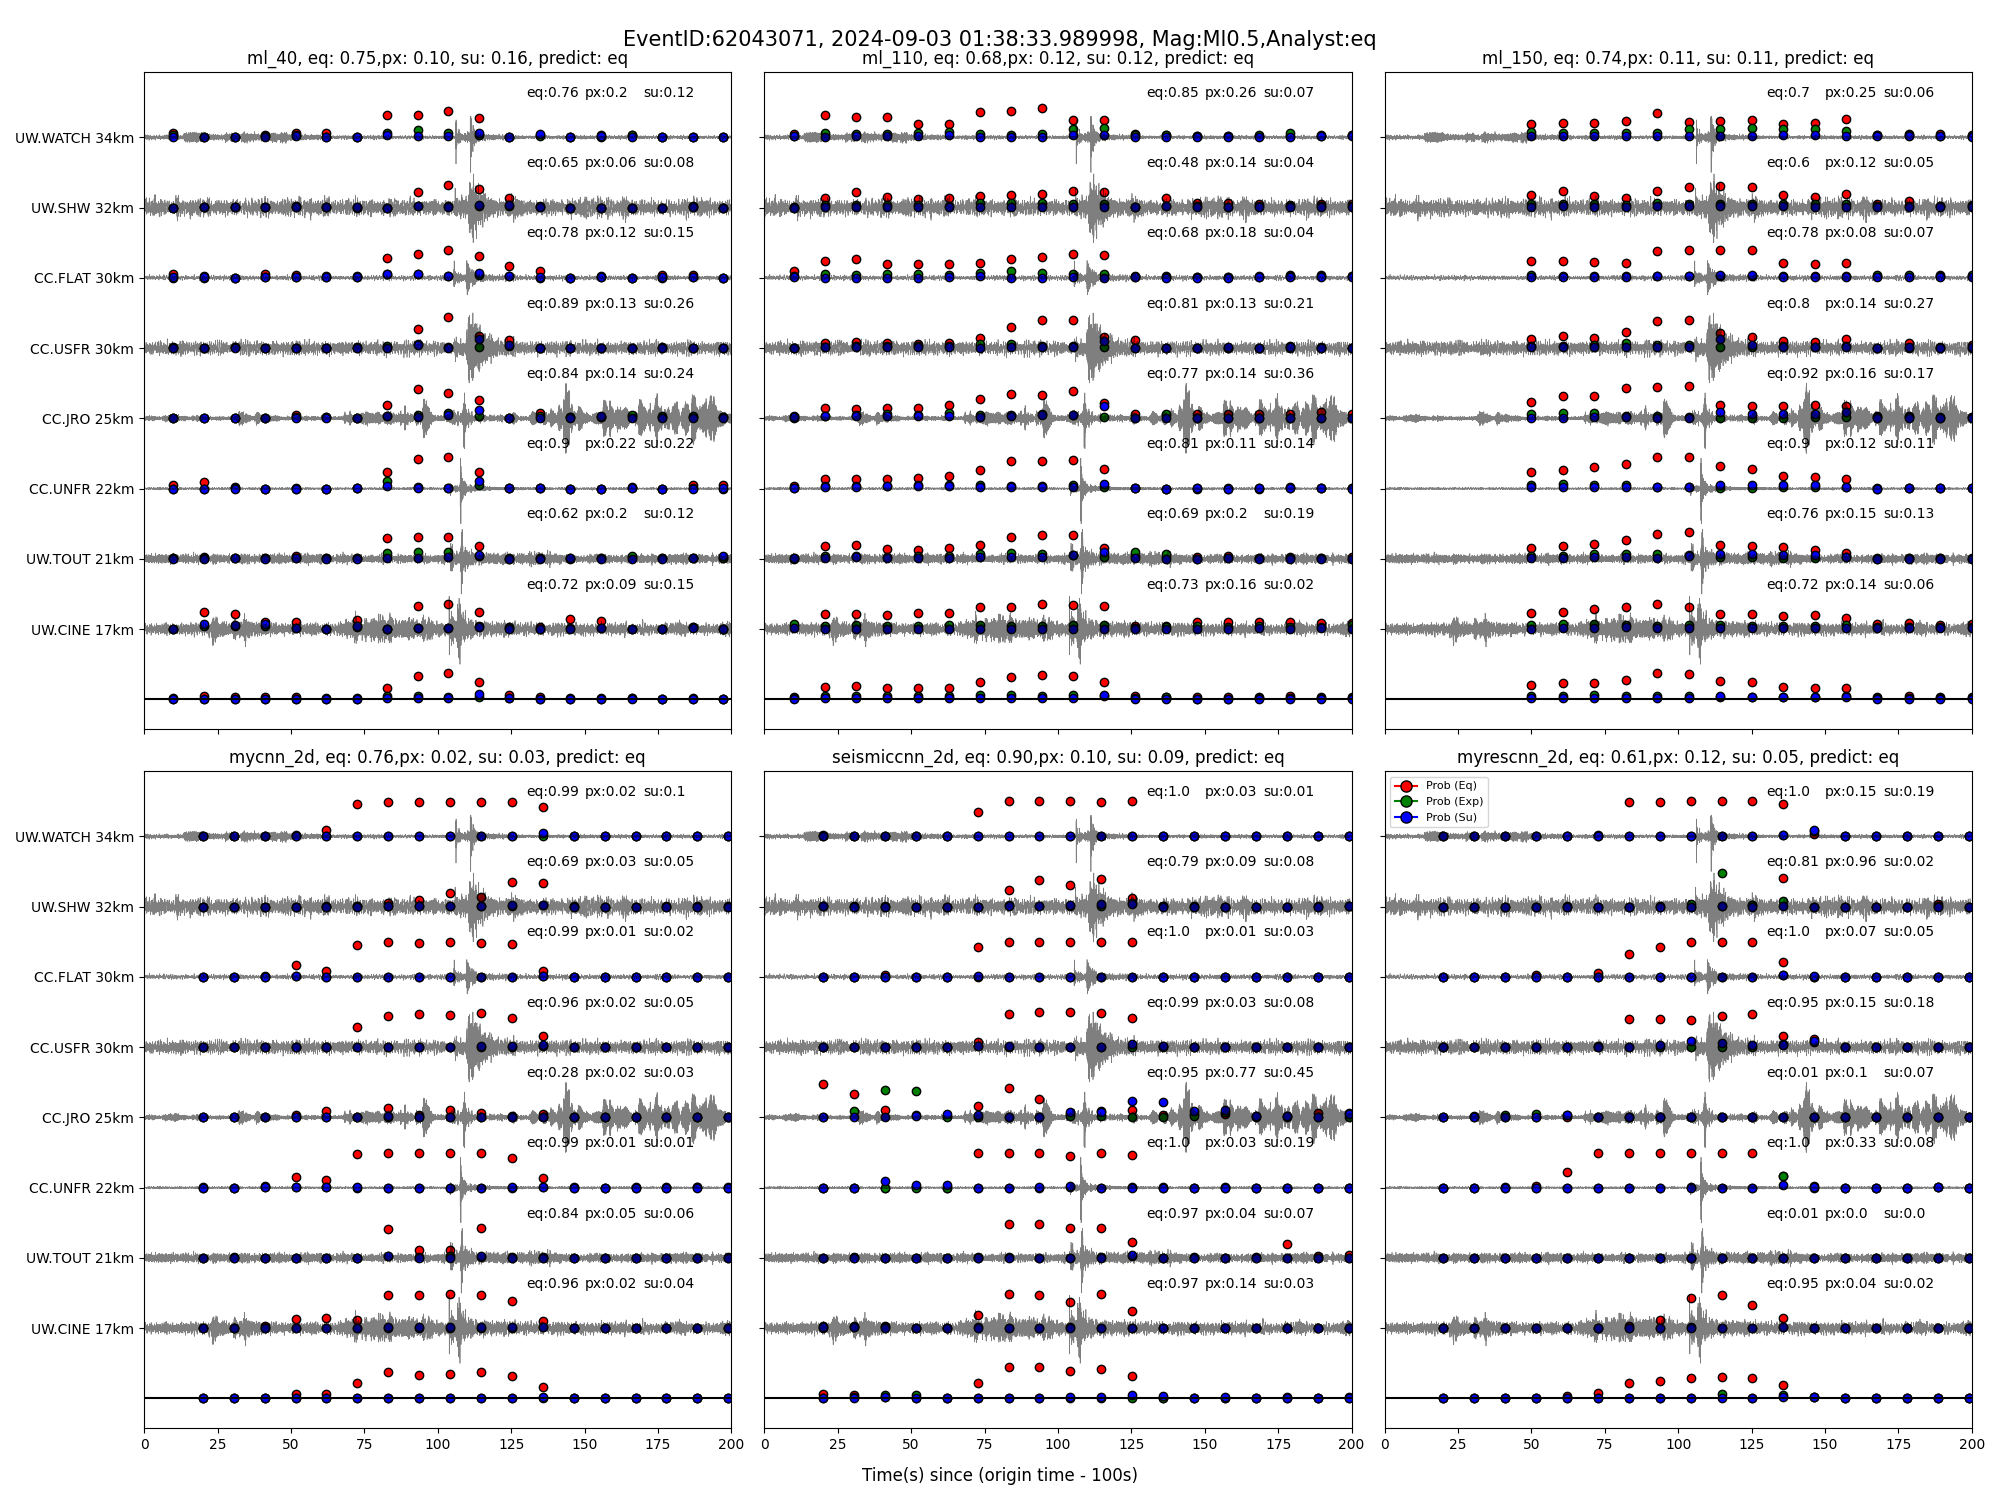 EventID:62043071, 2024-09-03 01:38:33.989998, Mag:Ml0.5,Analyst:eq
ml_40, eq: 0.75,px: 0.10, su: 0.16, predict: eq
eq:0.76 px:0.2 su:0.12
UW.WATCH 34km
eq:0.65 px:0.06 su:0.08
UW.SHW 32km
eq:0.78 px:0.12 su:0.15
CC.FLAT 30km
eq:0.89 px:0.13 su:0.26
CC.USFR 30km
eq:0.84 px:0.14 su:0.24
CC.JRO 25km
eq:0.9 px:0.22 su:0.22
CC.UNFR 22km
eq:0.62 px:0.2 su:0.12
UW.TOUT 21km
eq:0.72 px:0.09 su:0.15
UW.CINE 17km
ml_110, eq: 0.68,px: 0.12, su: 0.12, predict: eq
eq:0.85 px:0.26 su:0.07
eq:0.48 px:0.14 su:0.04
eq:0.68 px:0.18 su:0.04
eq:0.81 px:0.13 su:0.21
eq:0.77 px:0.14 su:0.36
eq:0.81 px:0.11 su:0.14
eq:0.69 px:0.2 su:0.19
eq:0.73 px:0.16 su:0.02
ml_150, eq: 0.74,px: 0.11, su: 0.11, predict: eq
eq:0.7 px:0.25 su:0.06
eq:0.6 px:0.12 su:0.05
eq:0.78 px:0.08 su:0.07
eq:0.8 px:0.14 su:0.27
eq:0.92 px:0.16 su:0.17
eq:0.9 px:0.12 su:0.11
eq:0.76 px:0.15 su:0.13
eq:0.72 px:0.14 su:0.06
mycnn_2d, eq: 0.76,px: 0.02, su: 0.03, predict: eq
eq:0.99 px:0.02 su:0.1
UW.WATCH 34km
eq:0.69 px:0.03 su:0.05
UW.SHW 32km
eq:0.99 px:0.01 su:0.02
CC.FLAT 30km
eq:0.96 px:0.02 su:0.05
CC.USFR 30km
eq:0.28 px:0.02 su:0.03
CC.JRO 25km
eq:0.99 px:0.01 su:0.01
CC.UNFR 22km
eq:0.84 px:0.05 su:0.06
UW.TOUT 21km
eq:0.96 px:0.02 su:0.04
UW.CINE 17km
0 25 50 75 100 125 150 175 200
seismiccnn_2d, eq: 0.90,px: 0.10, su: 0.09, predict: eq
eq:1.0 px:0.03 su:0.01
eq:0.79 px:0.09 su:0.08
eq:1.0 px:0.01 su:0.03
eq:0.99 px:0.03 su:0.08
eq:0.95 px:0.77 su:0.45
eq:1.0 px:0.03 su:0.19
eq:0.97 px:0.04 su:0.07
eq:0.97 px:0.14 su:0.03
0 25 50 75 100 125 150 175 200
myrescnn_2d, eq: 0.61,px: 0.12, su: 0.05, predict: eq
Prob (Eq)
Prob (Exp)
Prob (Su)
eq:1.0 px:0.15 su:0.19
eq:0.81 px:0.96 su:0.02
eq:1.0 px:0.07 su:0.05
eq:0.95 px:0.15 su:0.18
eq:0.01 px:0.1 su:0.07
eq:1.0 px:0.33 su:0.08
eq:0.01 px:0.0 su:0.0
eq:0.95 px:0.04 su:0.02
0 25 50 75 100 125 150 175 200
Time(s) since (origin time - 100s)